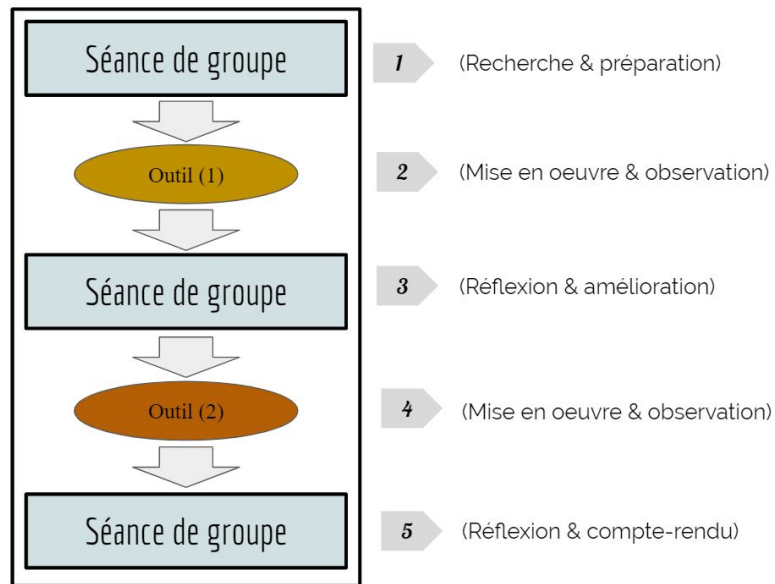 Séance de groupe
1 (Recherche & préparation)
Outil (1)
2 (Mise en oeuvre & observation)
Séance de groupe
3 (Réflexion & amélioration)
Outil (2)
4 (Mise en oeuvre & observation)
Séance de groupe
5 (Réflexion & compte-rendu)